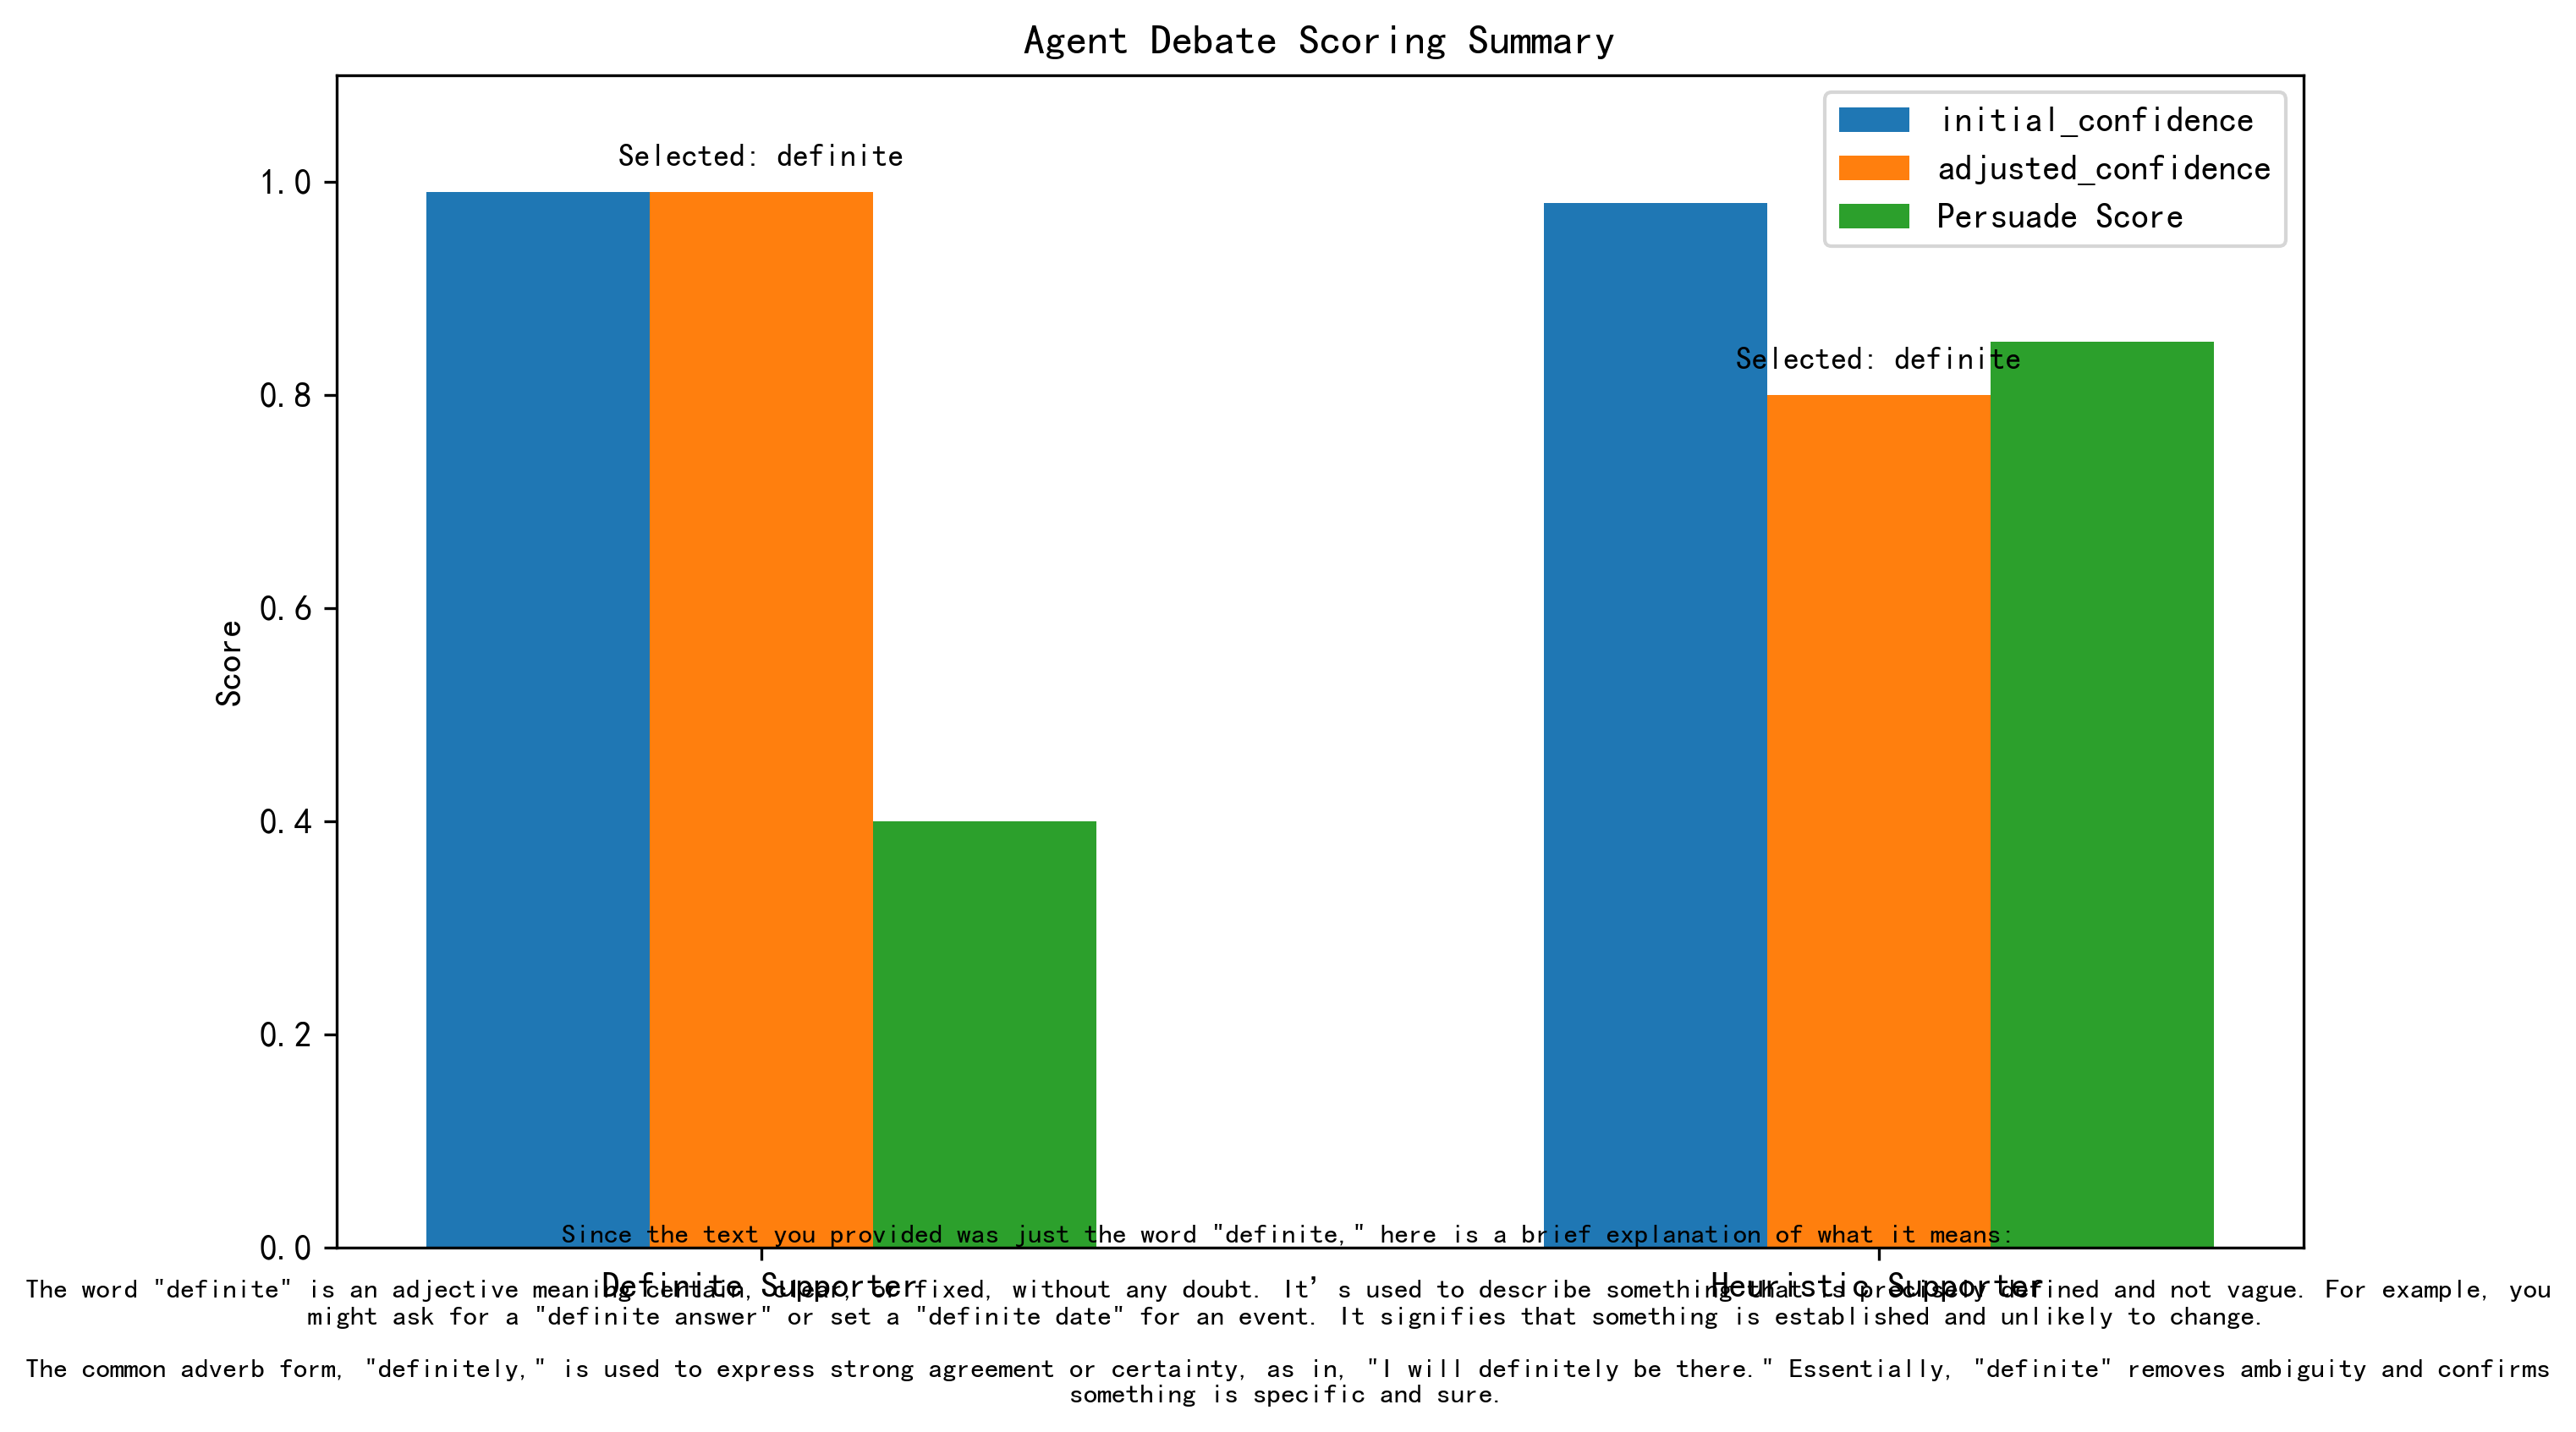 Agent Debate Scoring Summary
initial_confidence
adjusted_confidence
Persuade Score
Selected: definite
Selected: definite
1.0
0.8
0.6
0.4
0.2
0.0
Score
Definite Supporter
Heuristic Supporter
Since the text you provided was just the word "definite," here is a brief explanation of what it means:
The word "definite" is an adjective meaning certain, clear, or fixed, without any doubt. It’s used to describe something that is precisely defined and not vague. For example, you
might ask for a "definite answer" or set a "definite date" for an event. It signifies that something is established and unlikely to change.
The common adverb form, "definitely," is used to express strong agreement or certainty, as in, "I will definitely be there." Essentially, "definite" removes ambiguity and confirms
something is specific and sure.